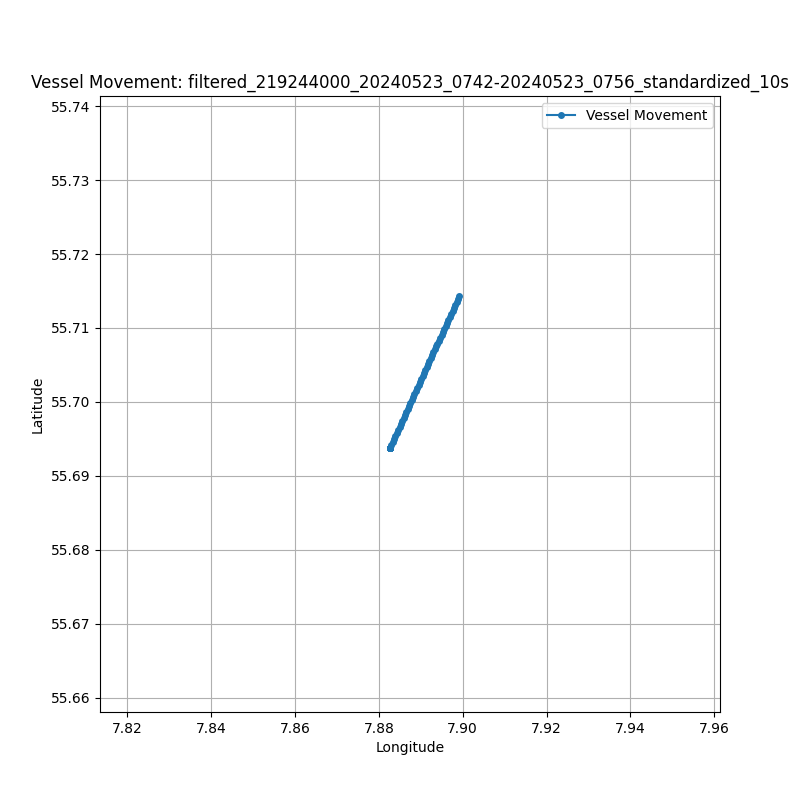 Vessel Movement: filtered_219244000_20240523_0742-20240523_0756_standardized_10s
Vessel Movement
55.74
55.73
55.72
55.71
55.70
55.69
55.68
55.67
55.66
Latitude
7.82 7.84 7.86 7.88 7.90 7.92 7.94 7.96
Longitude